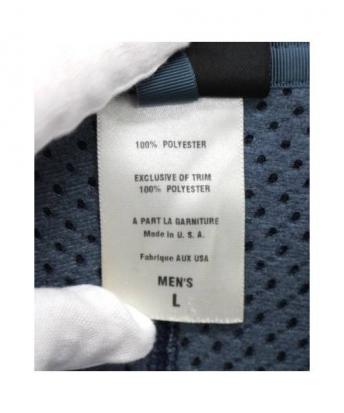 100% POLYESTER
EXCLUSIVE OF TRIM
100% POLYESTER
A PART LA GARNITURE
Made in U. S. A.
Fabrique AUX USA
MEN'S
L